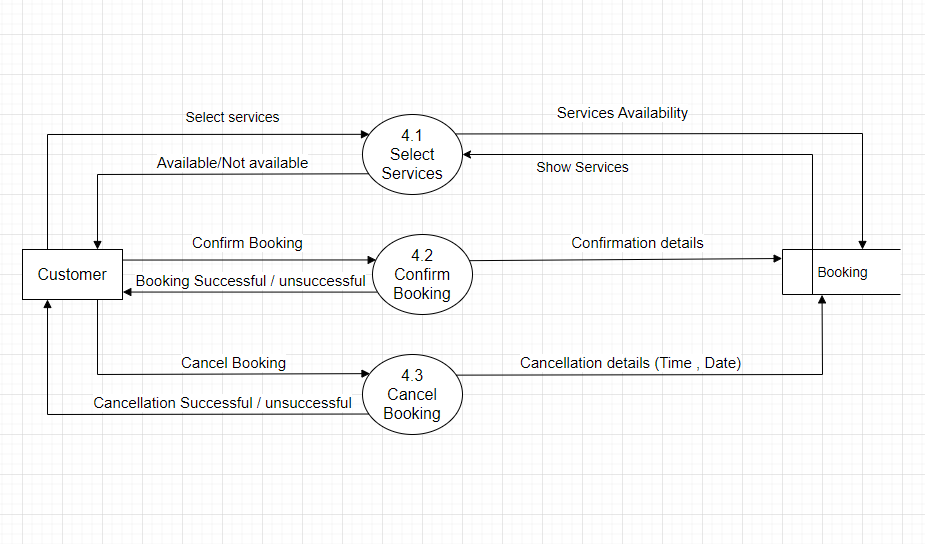 Select services
Services Availability
4.1
Select
Services
Available/Not available
Show Services
Confirm Booking
Confirmation details
4.2
Confirm
Booking
Customer
Booking
Booking Successful / unsuccessful
Cancel Booking
Cancellation details (Time , Date)
4.3
Cancel
Booking
Cancellation Successful / unsuccessful